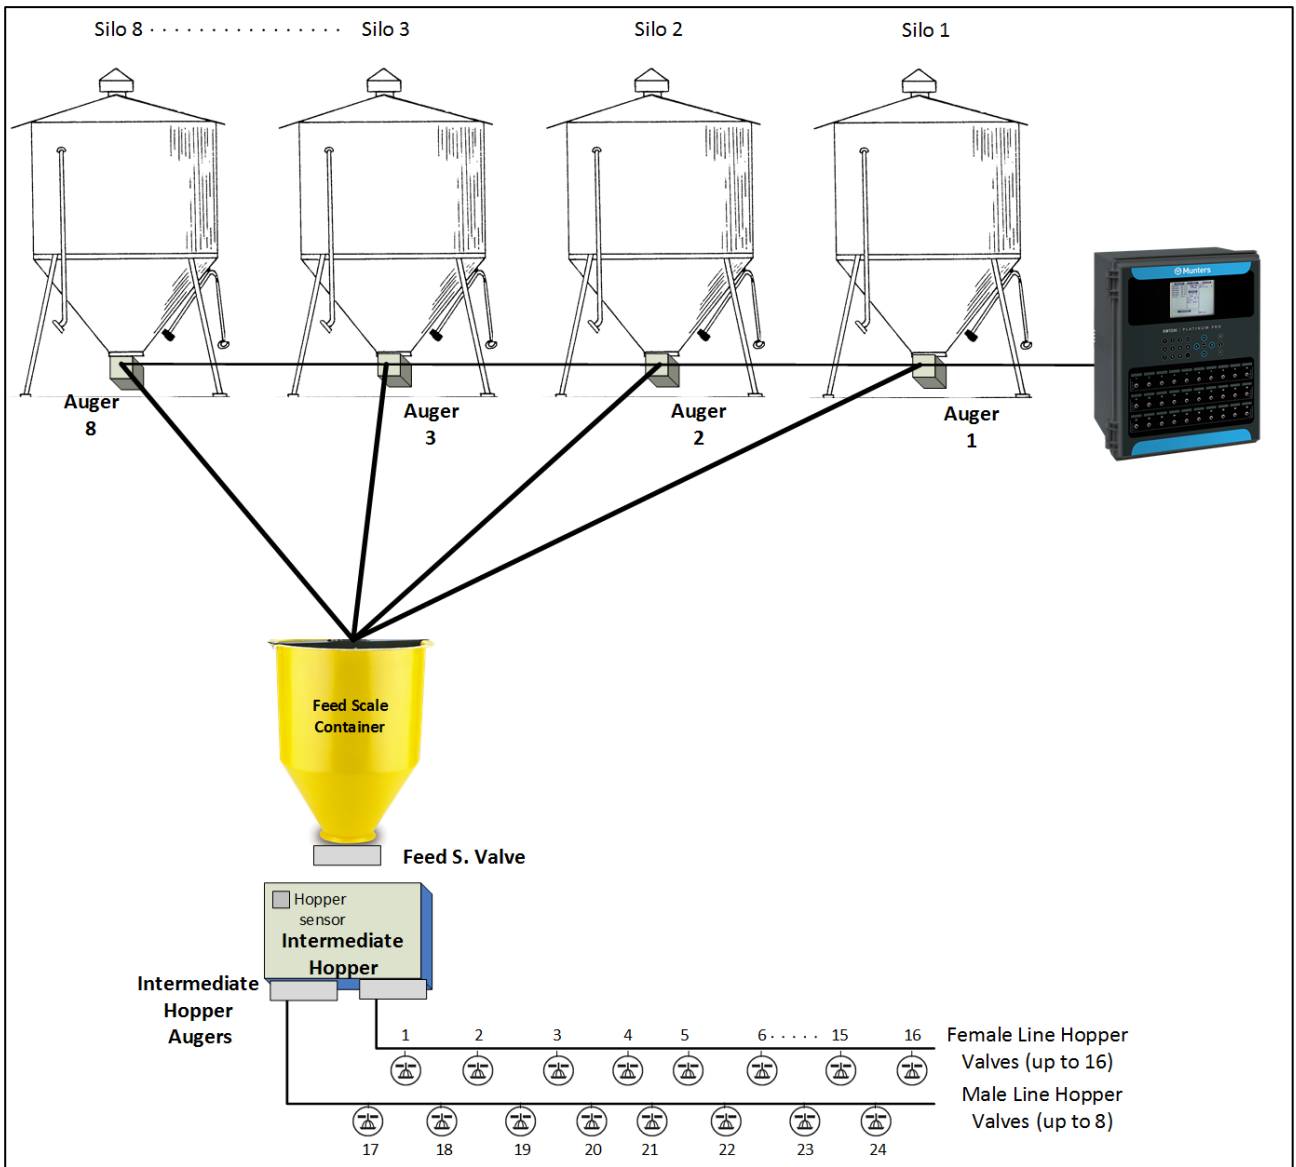 Silo 8 . . . . . . . . . . . . . . . . Silo 3
Silo 2
Silo 1
Munters
PLATINUM PRO
Auger
8
Auger
3
Auger
2
Auger
1
Feed Scale
Container
Feed S. Valve
Hopper
sensor
Intermediate
Hopper
Intermediate
Hopper
Augers
1 2 3 4 5 6 . . . . . 15 16
Female Line Hopper
Valves (up to 16)
Male Line Hopper
Valves (up to 8)
17 18 19 20 21 22 23 24